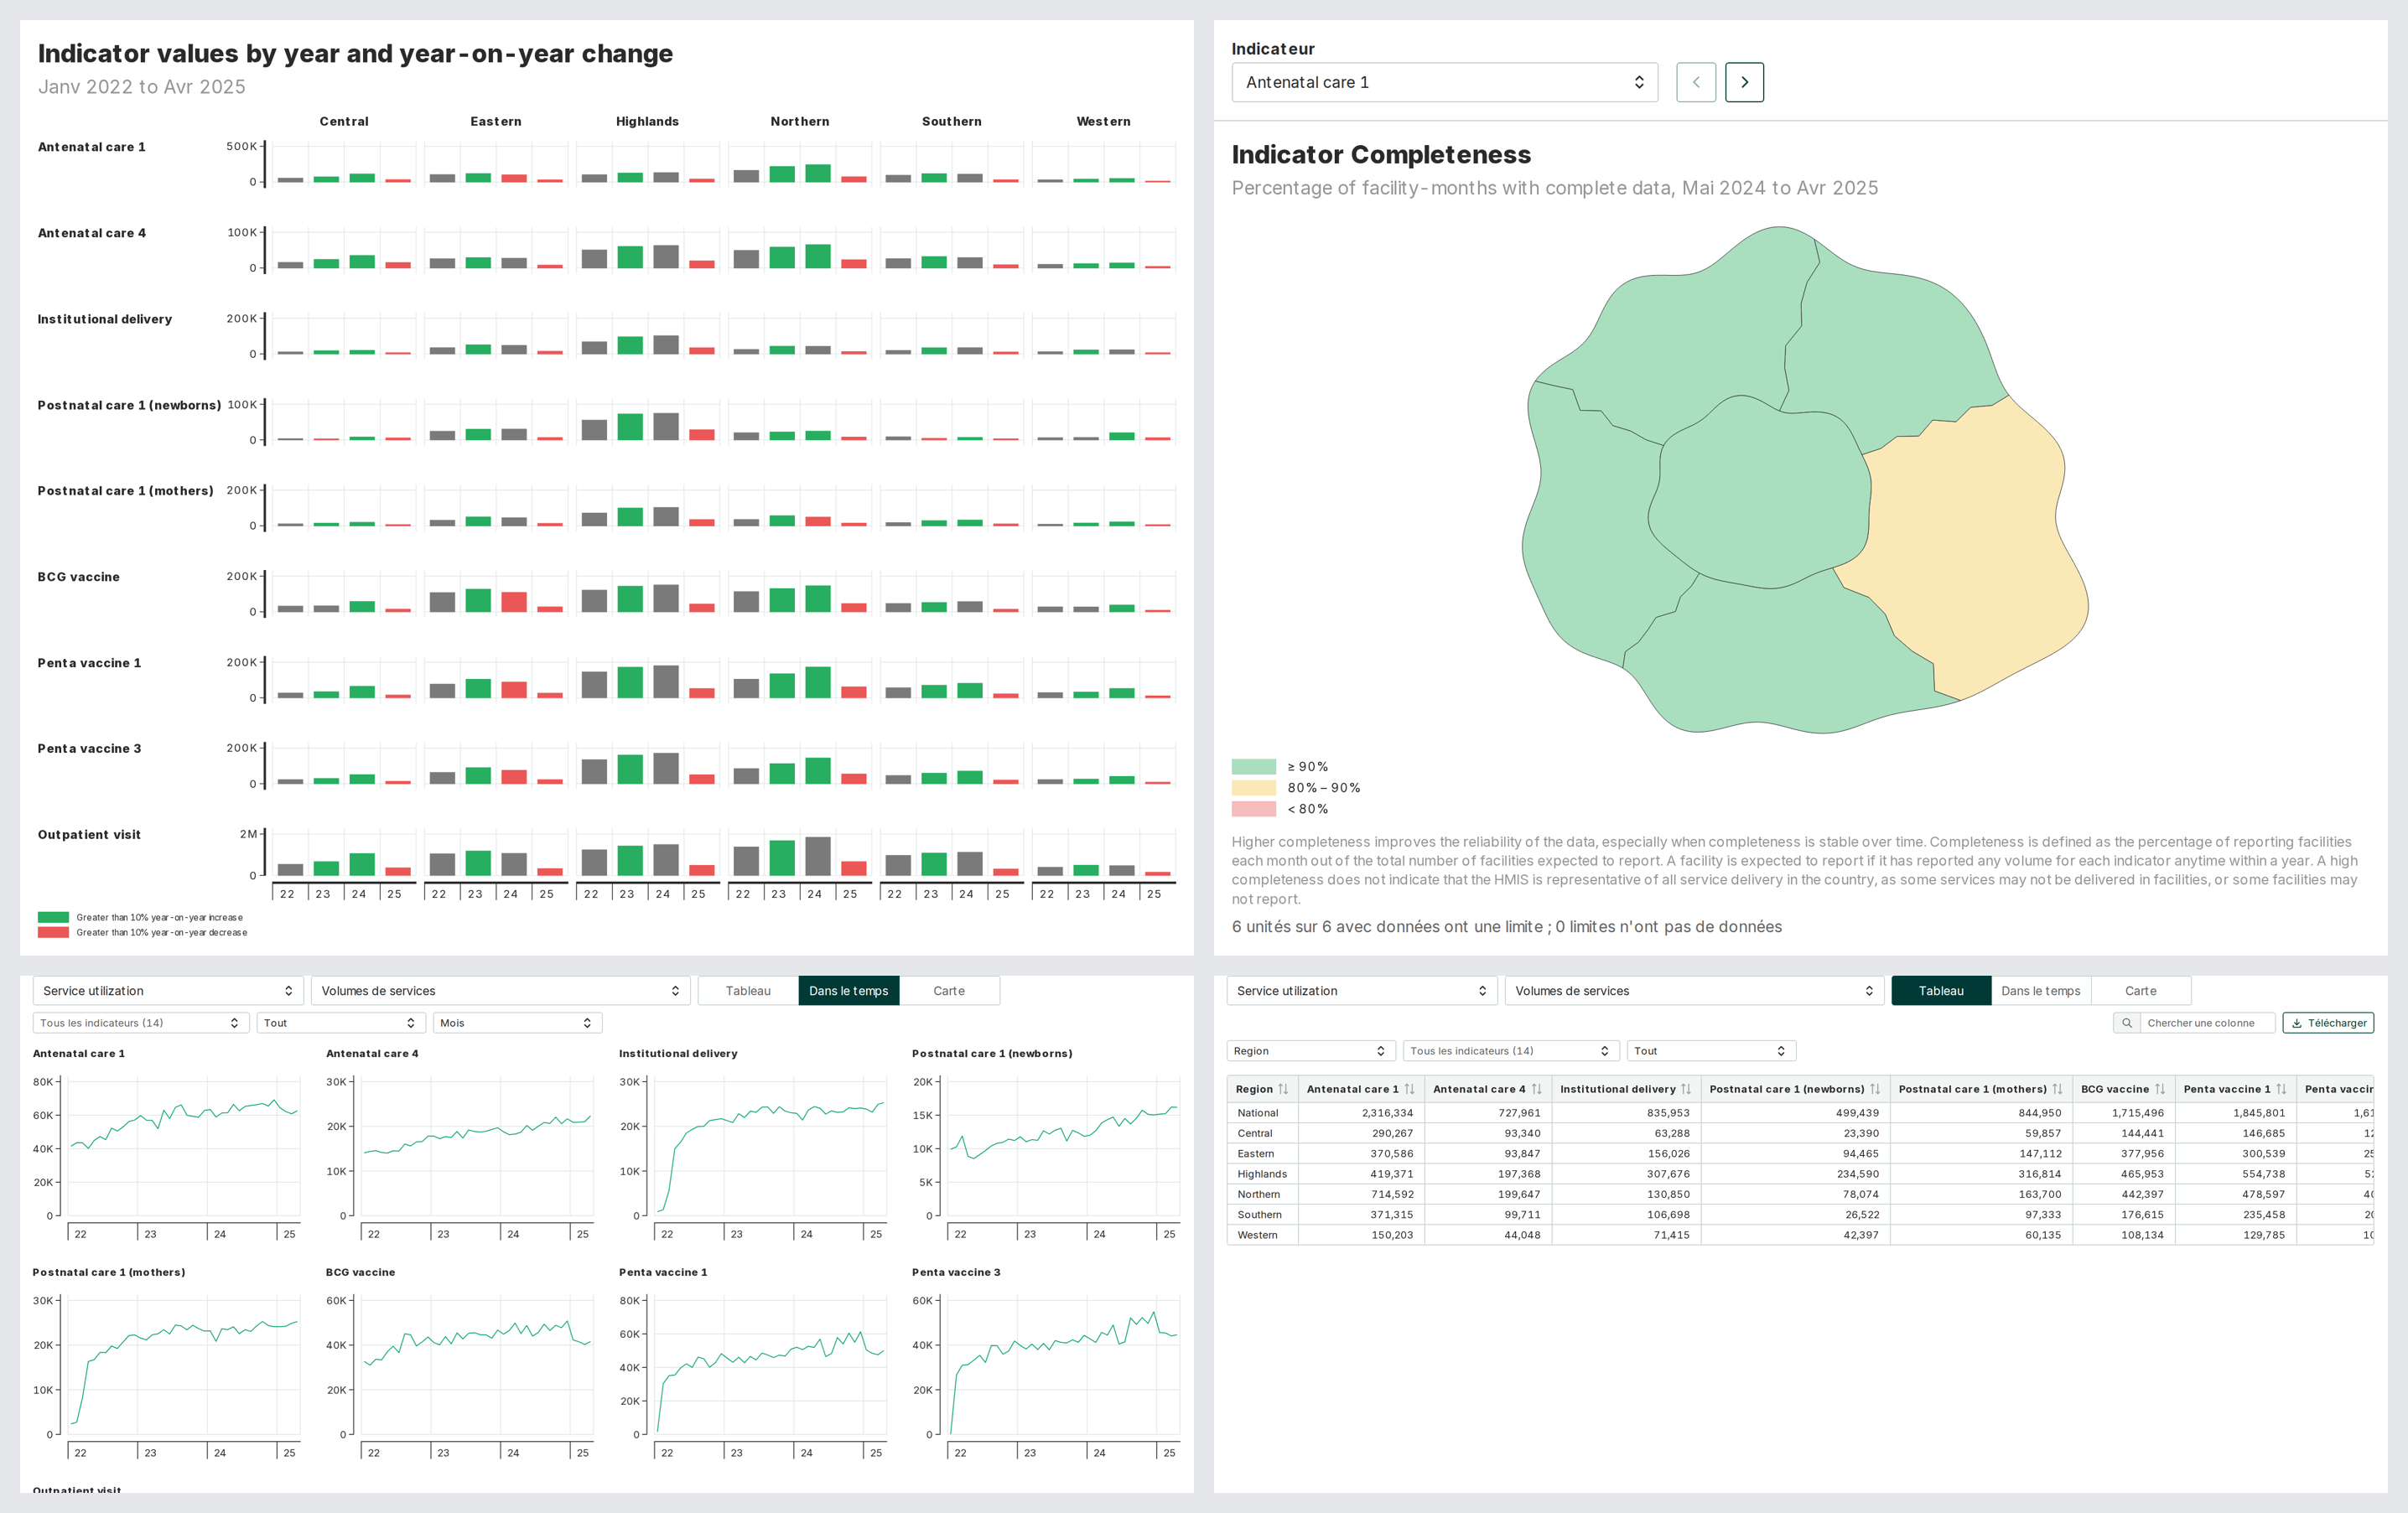 Indicator values by year and year-on-year change
Janv 2022 to Avr 2025
Central Eastern Highlands Northern Southern Western
Antenatal care 1 500K 0
Antenatal care 4 100K 0
Institutional delivery 200K 0
Postnatal care 1 (newborns) 100K 0
Postnatal care 1 (mothers) 200K 0
BCG vaccine 200K 0
Penta vaccine 1 200K 0
Penta vaccine 3 200K 0
Outpatient visit 2M 0
22 23 24 25 22 23 24 25 22 23 24 25 22 23 24 25 22 23 24 25 22 23 24 25
Greater than 10% year-on-year increase
Greater than 10% year-on-year decrease
Indicateur
Antenatal care 1
Indicator Completeness
Percentage of facility-months with complete data, Mai 2024 to Avr 2025
≥ 90%
80% – 90%
< 80%
Higher completeness improves the reliability of the data, especially when completeness is stable over time. Completeness is defined as the percentage of reporting facilities
each month out of the total number of facilities expected to report. A facility is expected to report if it has reported any volume for each indicator anytime within a year. A high
completeness does not indicate that the HMIS is representative of all service delivery in the country, as some services may not be delivered in facilities, or some facilities may
not report.
6 unités sur 6 avec données ont une limite ; 0 limites n'ont pas de données
Service utilization Volumes de services Tableau Dans le temps Carte
Tous les indicateurs (14) Tout Mois
Antenatal care 1 Antenatal care 4 Institutional delivery Postnatal care 1 (newborns)
80K 30K 30K 20K
60K 20K 20K 15K
40K 10K 10K 10K
20K 0 0 5K
0 0
22 23 24 25 22 23 24 25 22 23 24 25 22 23 24 25
Postnatal care 1 (mothers) BCG vaccine Penta vaccine 1 Penta vaccine 3
30K 60K 80K 60K
20K 40K 60K 40K
10K 20K 40K 20K
0 0 20K 0
0
22 23 24 25 22 23 24 25 22 23 24 25 22 23 24 25
Outpatient visit
Service utilization Volumes de services Tableau Dans le temps Carte
Chercher une colonne Télécharger
Region Tous les indicateurs (14) Tout
Region Antenatal care 1 Antenatal care 4 Institutional delivery Postnatal care 1 (newborns) Postnatal care 1 (mothers) BCG vaccine Penta vaccine 1 Penta vaccin
National 2,316,334 727,961 835,953 499,439 844,950 1,715,496 1,845,801 1,61
Central 290,267 93,340 63,288 23,390 59,857 144,441 146,685 12
Eastern 370,586 93,847 156,026 94,465 147,112 377,956 300,539 25
Highlands 419,371 197,368 307,676 234,590 316,814 465,953 554,738 51
Northern 714,592 199,647 130,850 78,074 163,700 442,397 478,597 40
Southern 371,315 99,711 106,698 26,522 97,333 176,615 235,458 20
Western 150,203 44,048 71,415 42,397 60,135 108,134 129,785 10